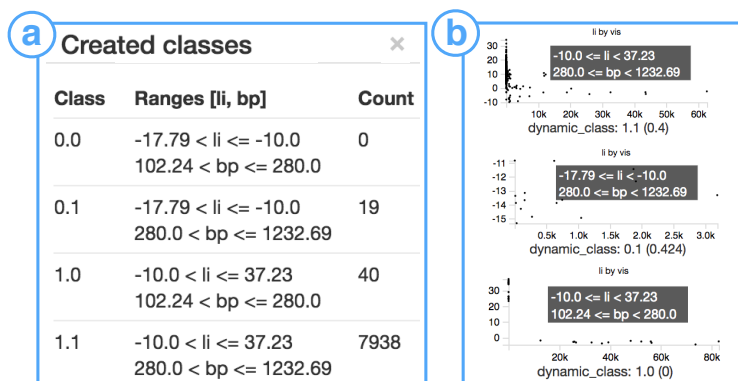 a
Created classes ×
Class Ranges [li, bp] Count
0.0 -17.79 < li <= -10.0 0
102.24 < bp <= 280.0
0.1 -17.79 < li <= -10.0 19
280.0 < bp <= 1232.69
1.0 -10.0 < li <= 37.23 40
102.24 < bp <= 280.0
1.1 -10.0 < li <= 37.23 7938
280.0 < bp <= 1232.69
b
li by vis
30
20
10
0
-10
-10.0 <= li < 37.23
280.0 <= bp < 1232.69
10k 20k 30k 40k 50k 60k
dynamic_class: 1.1 (0.4)
li by vis
-11
-12
-13
-14
-15
-17.79 <= li < -10.0
280.0 <= bp < 1232.69
0.5k 1.0k 1.5k 2.0k 2.5k 3.0k
dynamic_class: 0.1 (0.424)
li by vis
30
20
10
0
-10.0 <= li < 37.23
102.24 <= bp < 280.0
20k 40k 60k 80k
dynamic_class: 1.0 (0)